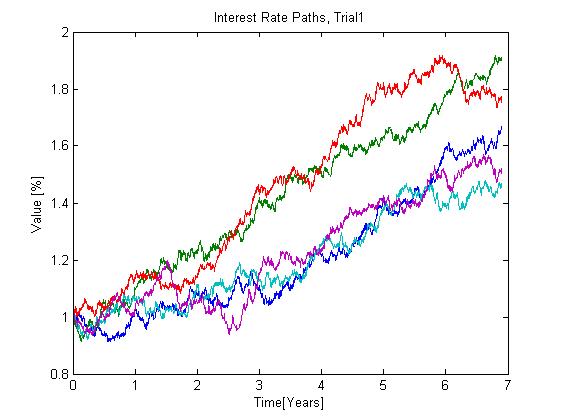 Interest Rate Paths, Trial1
2
1.8
1.6
1.4
1.2
1
0.8
Value [%]
0 1 2 3 4 5 6 7
Time[Years]